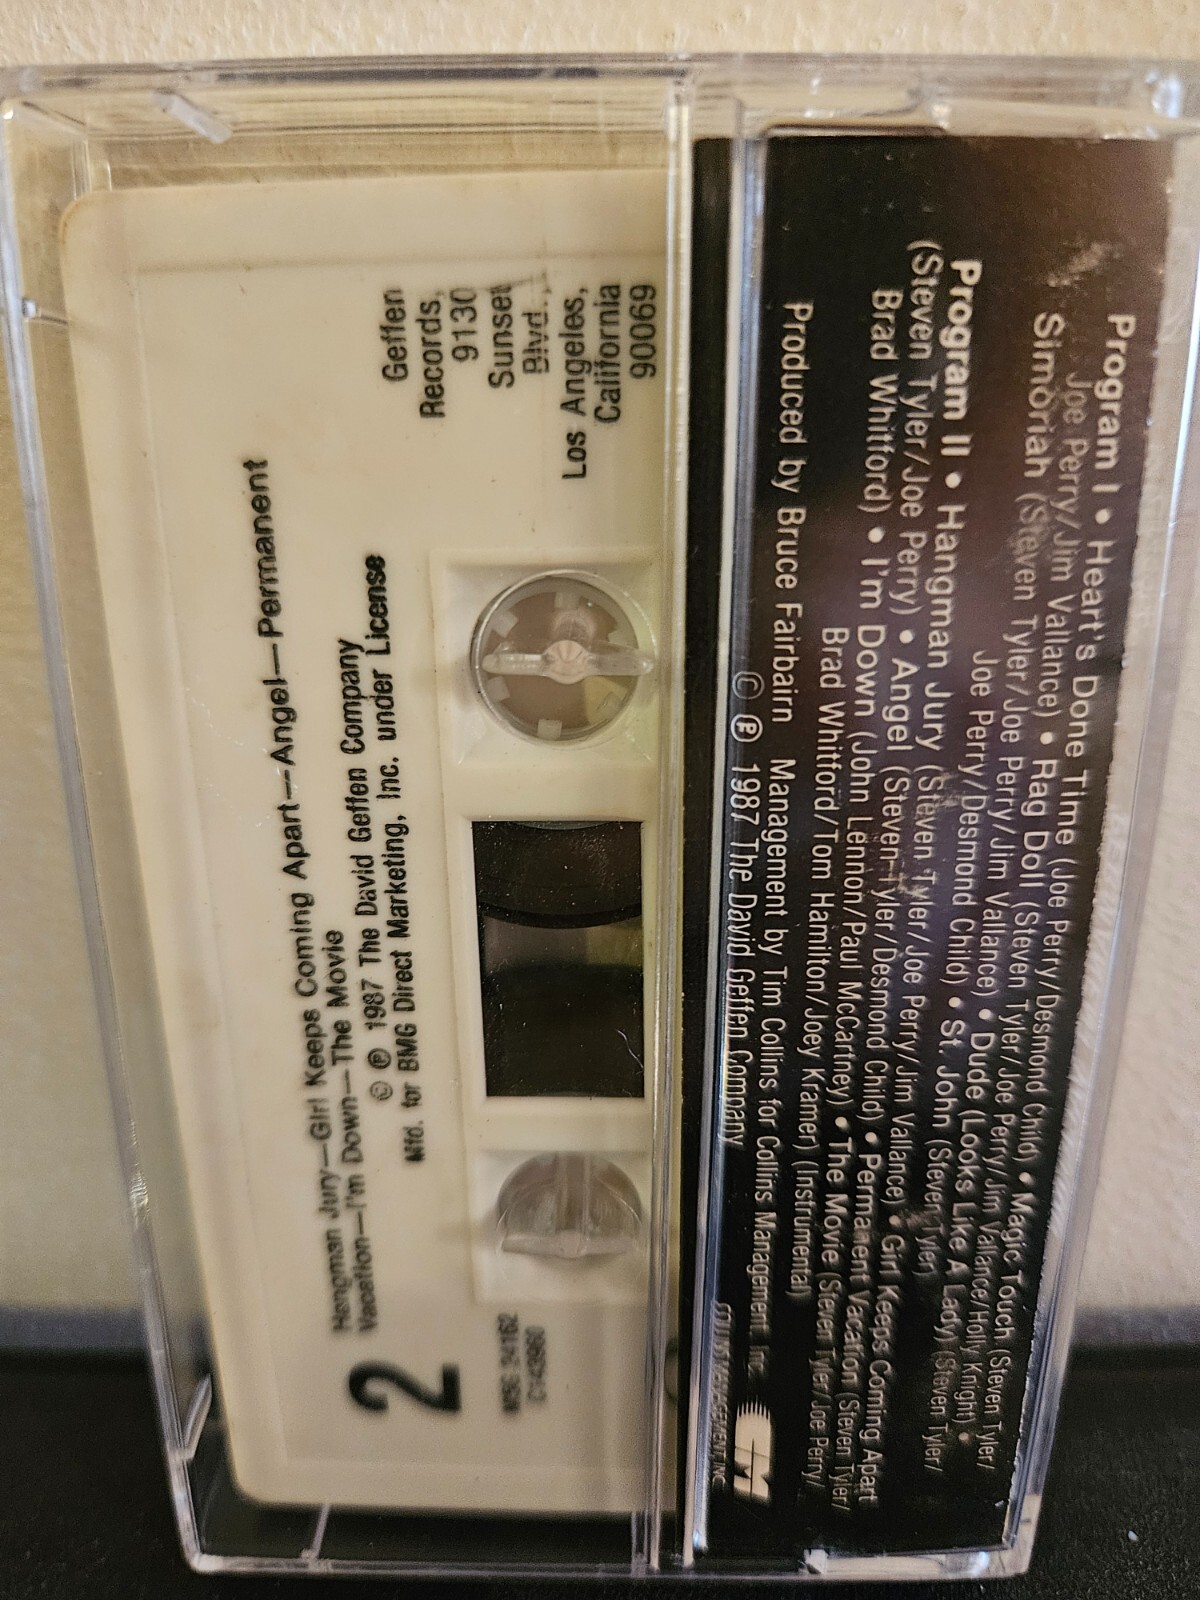 Program I • Heart's Done Time (Joe Perry/Desmond Child) • Magic Touch (Steven Tyler/
Joe Perry/Jim Vallance) • Rag Doll (Steven Tyler/Joe Perry/Jim Vallance/Holly Knight) •
Simoriah (Steven Tyler/Joe Perry/Jim Vallance) • Dude (Looks Like A Lady) (Steven Tyler/
Joe Perry/Desmond Child) • St. John (Steven Tyler)
Program II • Hangman Jury (Steven Tyler/Joe Perry/Jim Vallance) • Girl Keeps Coming Apart
(Steven Tyler/Joe Perry) • Angel (Steven Tyler/Desmond Child) • Permanent Vacation (Steven Tyler/
Brad Whitford) • I'm Down (John Lennon/Paul McCartney) • The Movie (Steven Tyler/Joe Perry/
Brad Whitford/Tom Hamilton/Joey Kramer) (Instrumental)
Produced by Bruce Fairbairn Management by Tim Collins for Collins Management, Inc.
© ℗ 1987 The David Geffen Company
MANAGEMENT, INC
2
Hangman Jury—Girl Keeps Coming Apart—Angel—Permanent
Vacation—I'm Down—The Movie
© ℗ 1987 The David Geffen Company
Mfd. for BMG Direct Marketing, Inc. under License
M5E 24162
C143960
Geffen
Records,
9130
Sunset
Blvd.,
Los Angeles,
California
90069